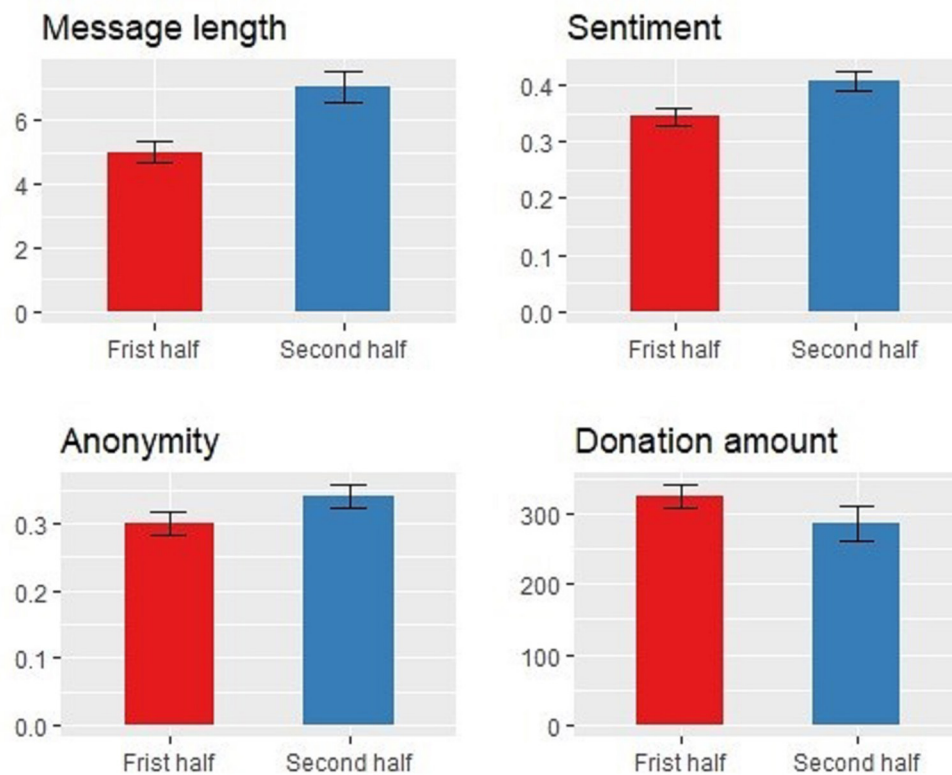 Message length
6
4
2
0
Frist half Second half
Sentiment
0.4
0.3
0.2
0.1
0.0
Frist half Second half
Anonymity
0.3
0.2
0.1
0.0
Frist half Second half
Donation amount
300
200
100
0
Frist half Second half